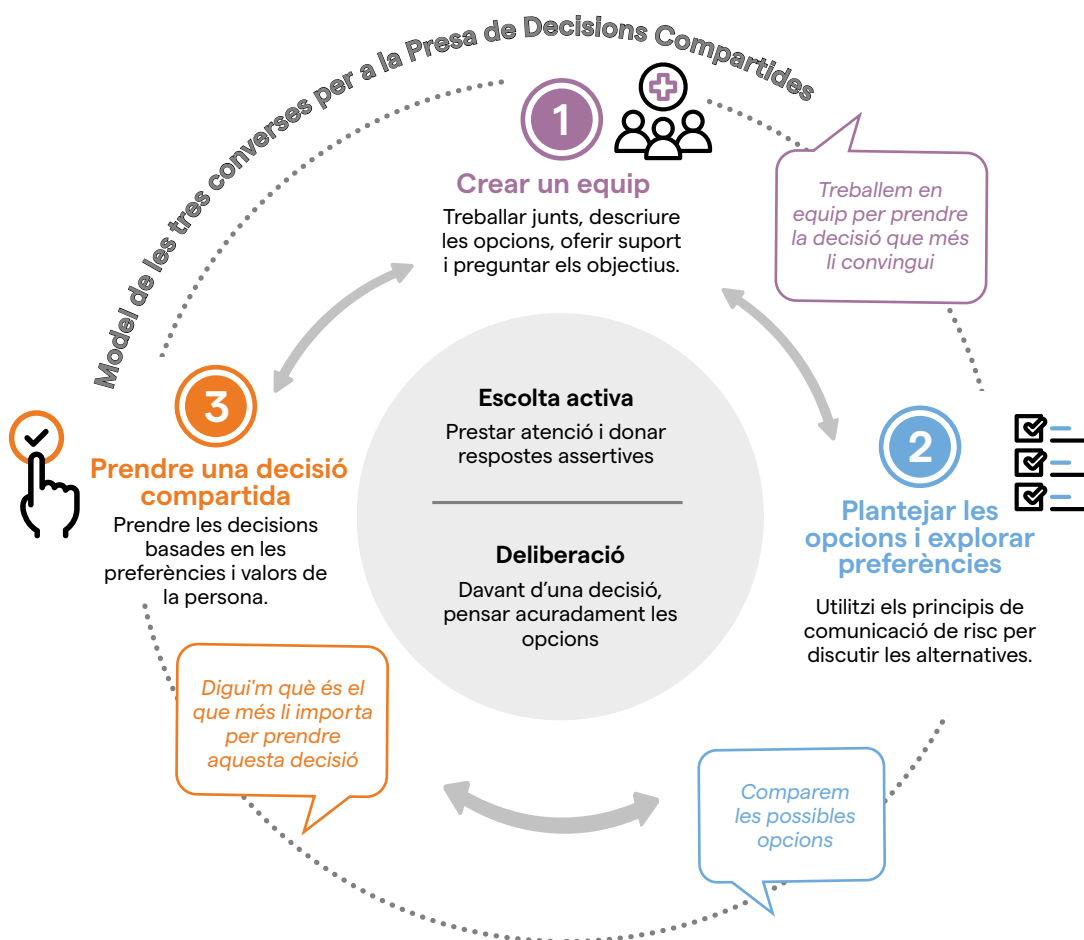 Model de les tres converses per a la Presa de Decisions Compartides
1
Crear un equip
Treballar junts, descriure
les opcions, oferir suport
i preguntar els objectius.
Treballem en
equip per prendre
la decisió que més
li convingui
2
Plantejar les
opcions i explorar
preferències
Utilitzi els principis de
comunicació de risc per
discutir les alternatives.
Comparem
les possibles
opcions
3
Prendre una decisió
compartida
Prendre les decisions
basades en les
preferències i valors de
la persona.
Digui'm què és el
que més li importa
per prendre
aquesta decisió
Escolta activa
Prestar atenció i donar
respostes assertives
Deliberació
Davant d’una decisió,
pensar acuradament les
opcions